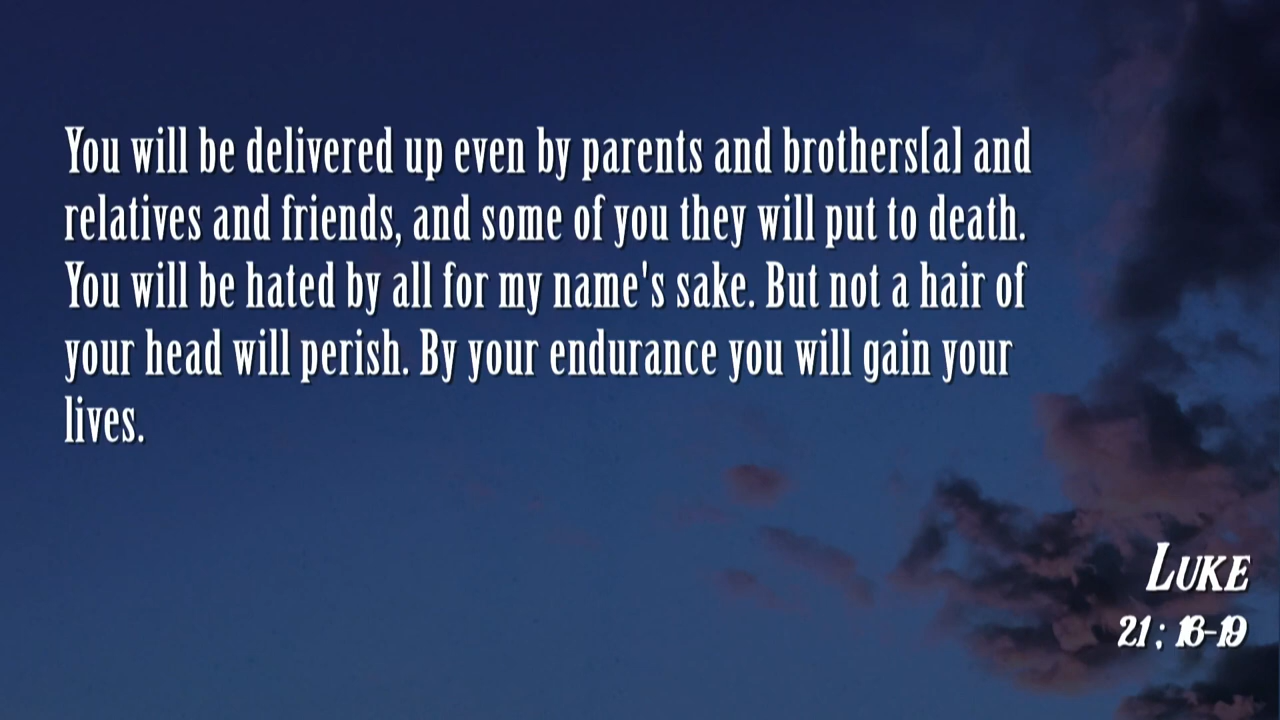 You will be delivered up even by parents and brothers[a] and
relatives and friends, and some of you they will put to death.
You will be hated by all for my name's sake. But not a hair of
your head will perish. By your endurance you will gain your
lives.
LUKE
21 ; 16-19